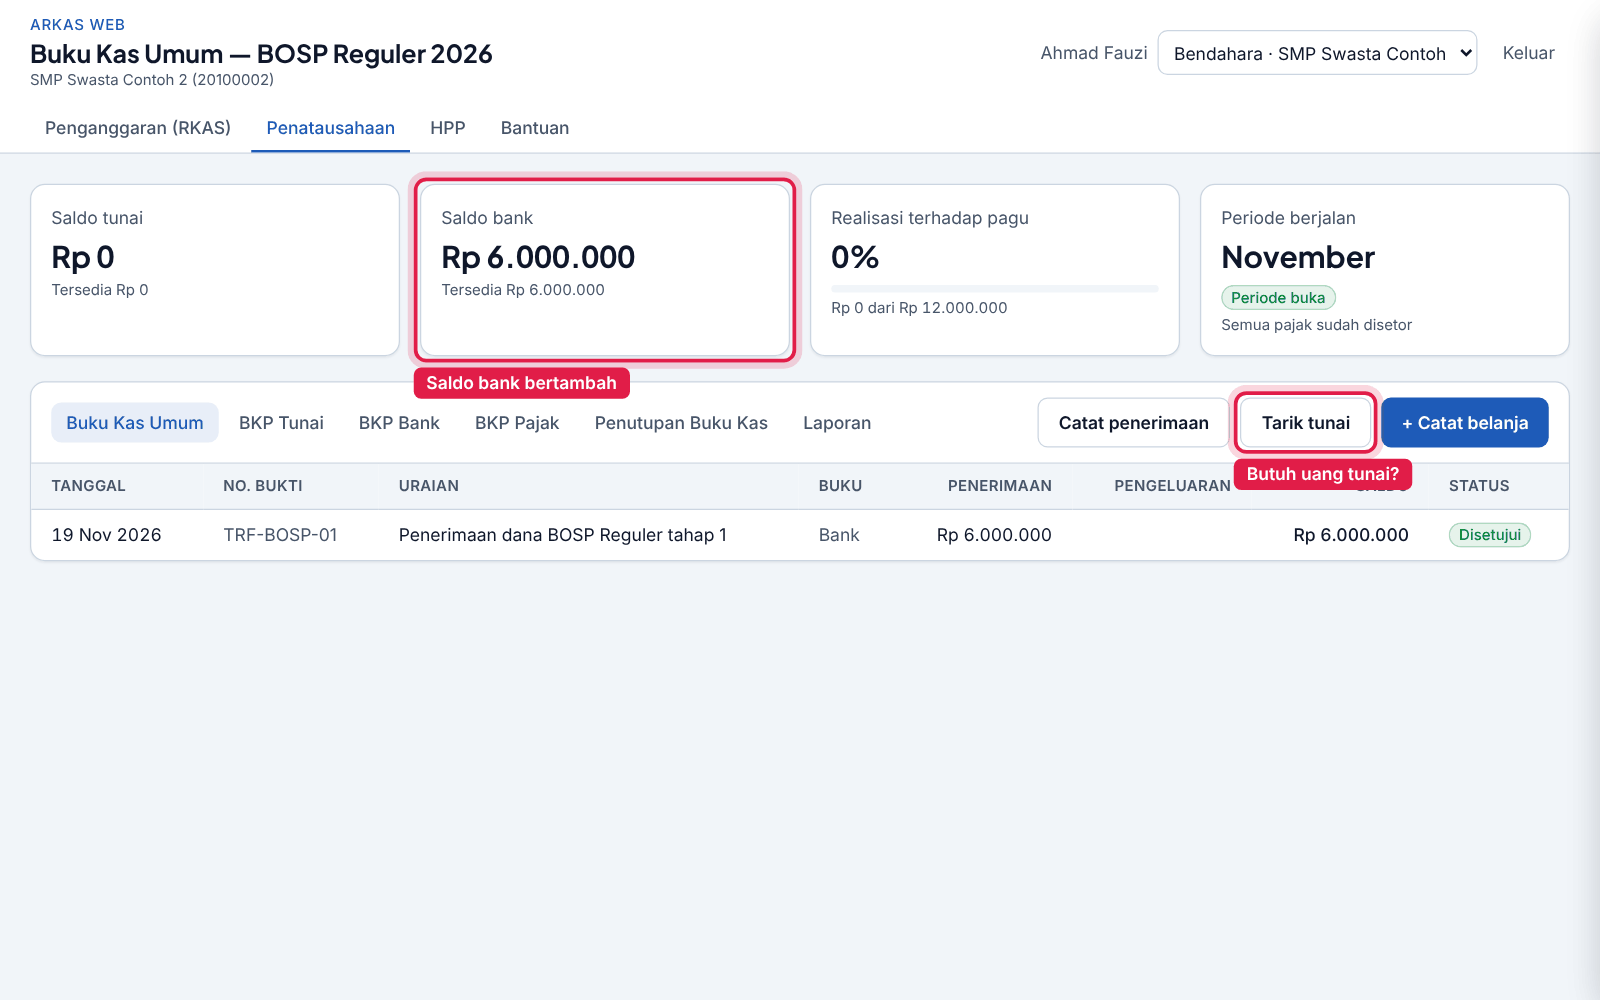 ARKAS WEB
Buku Kas Umum — BOSP Reguler 2026
SMP Swasta Contoh 2 (20100002)
Ahmad Fauzi
Bendahara · SMP Swasta Contoh
Keluar
Penganggaran (RKAS)
Penatausahaan
HPP
Bantuan
Saldo tunai
Rp 0
Tersedia Rp 0
Saldo bank
Rp 6.000.000
Tersedia Rp 6.000.000
Saldo bank bertambah
Realisasi terhadap pagu
0%
Rp 0 dari Rp 12.000.000
Periode berjalan
November
Periode buka
Semua pajak sudah disetor
Buku Kas Umum
BKP Tunai
BKP Bank
BKP Pajak
Penutupan Buku Kas
Laporan
Catat penerimaan
Tarik tunai
+ Catat belanja
Butuh uang tunai?
TANGGAL NO. BUKTI URAIAN BUKU PENERIMAAN PENGELUARAN STATUS
19 Nov 2026 TRF-BOSP-01 Penerimaan dana BOSP Reguler tahap 1 Bank Rp 6.000.000 Rp 6.000.000 Disetujui